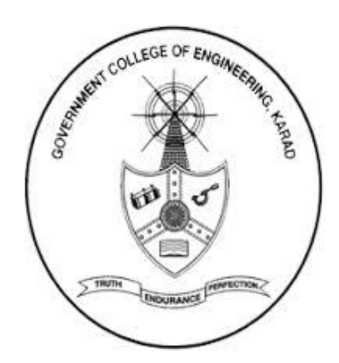 GOVERNMENT COLLEGE OF ENGINEERING, KARAD
TRUTH
ENDURANCE
PERFECTION